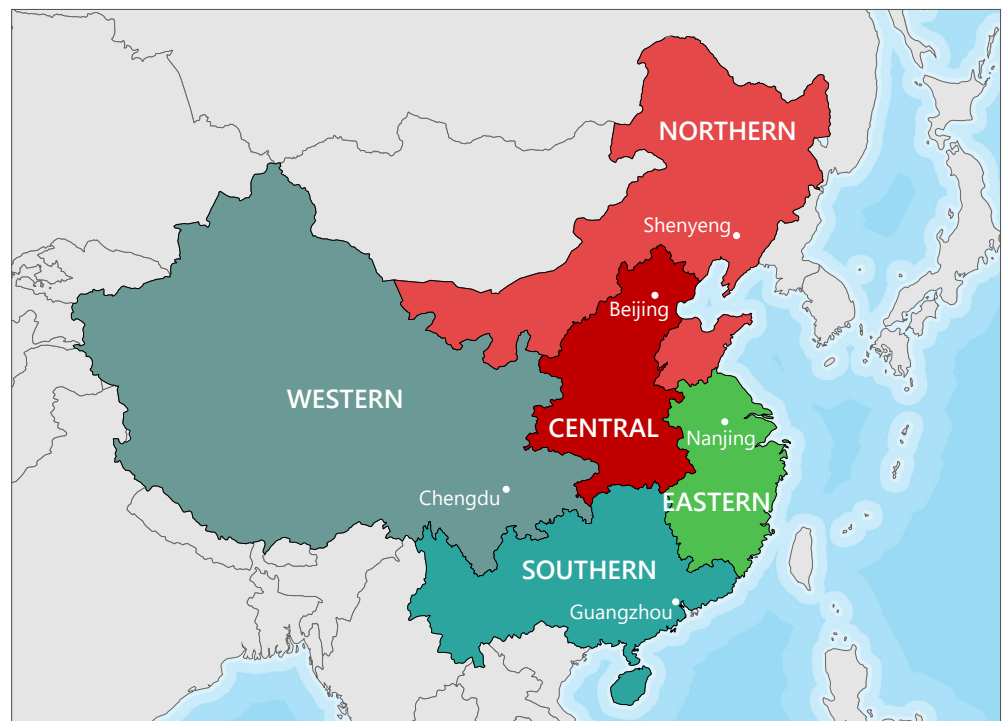 NORTHERN
Shenyeng
Beijing
WESTERN
CENTRAL
Nanjing
Chengdu
EASTERN
SOUTHERN
Guangzhou